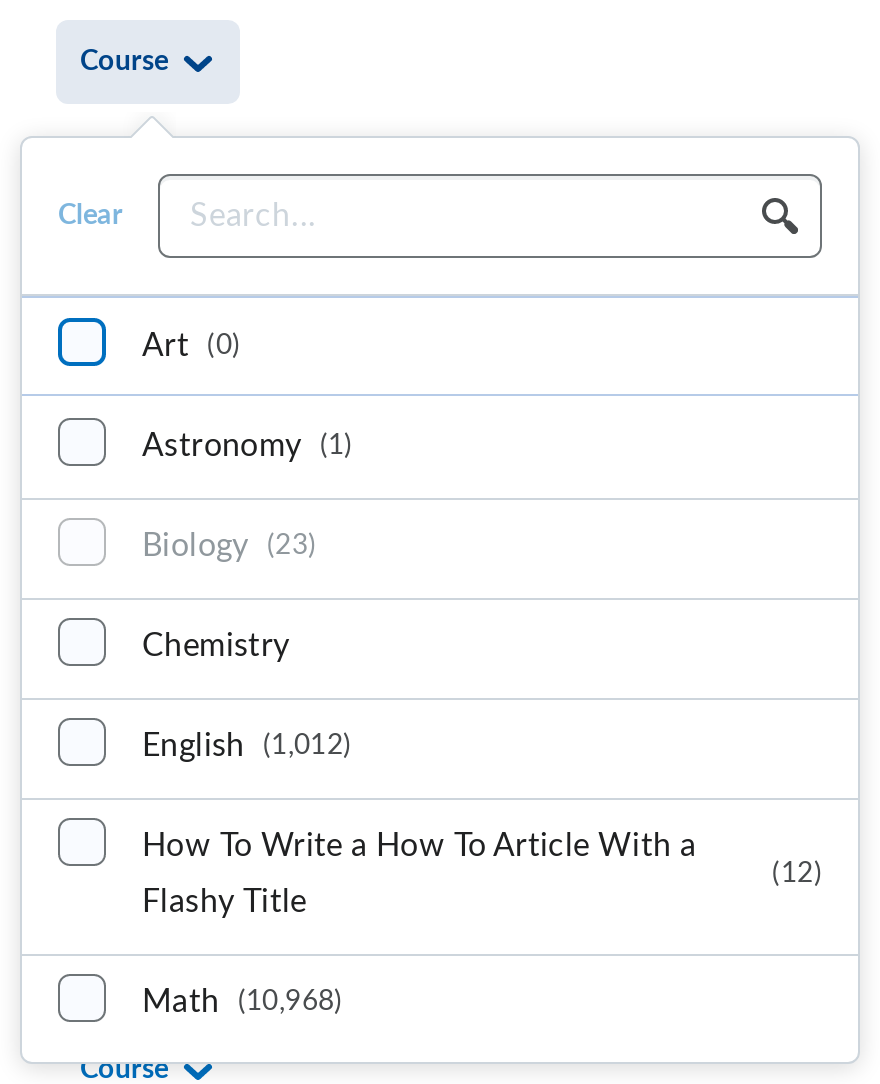 Course
Clear
Search...
Art (0)
Astronomy (1)
Biology (23)
Chemistry
English (1,012)
How To Write a How To Article With a
Flashy Title
(12)
Math (10,968)
Course